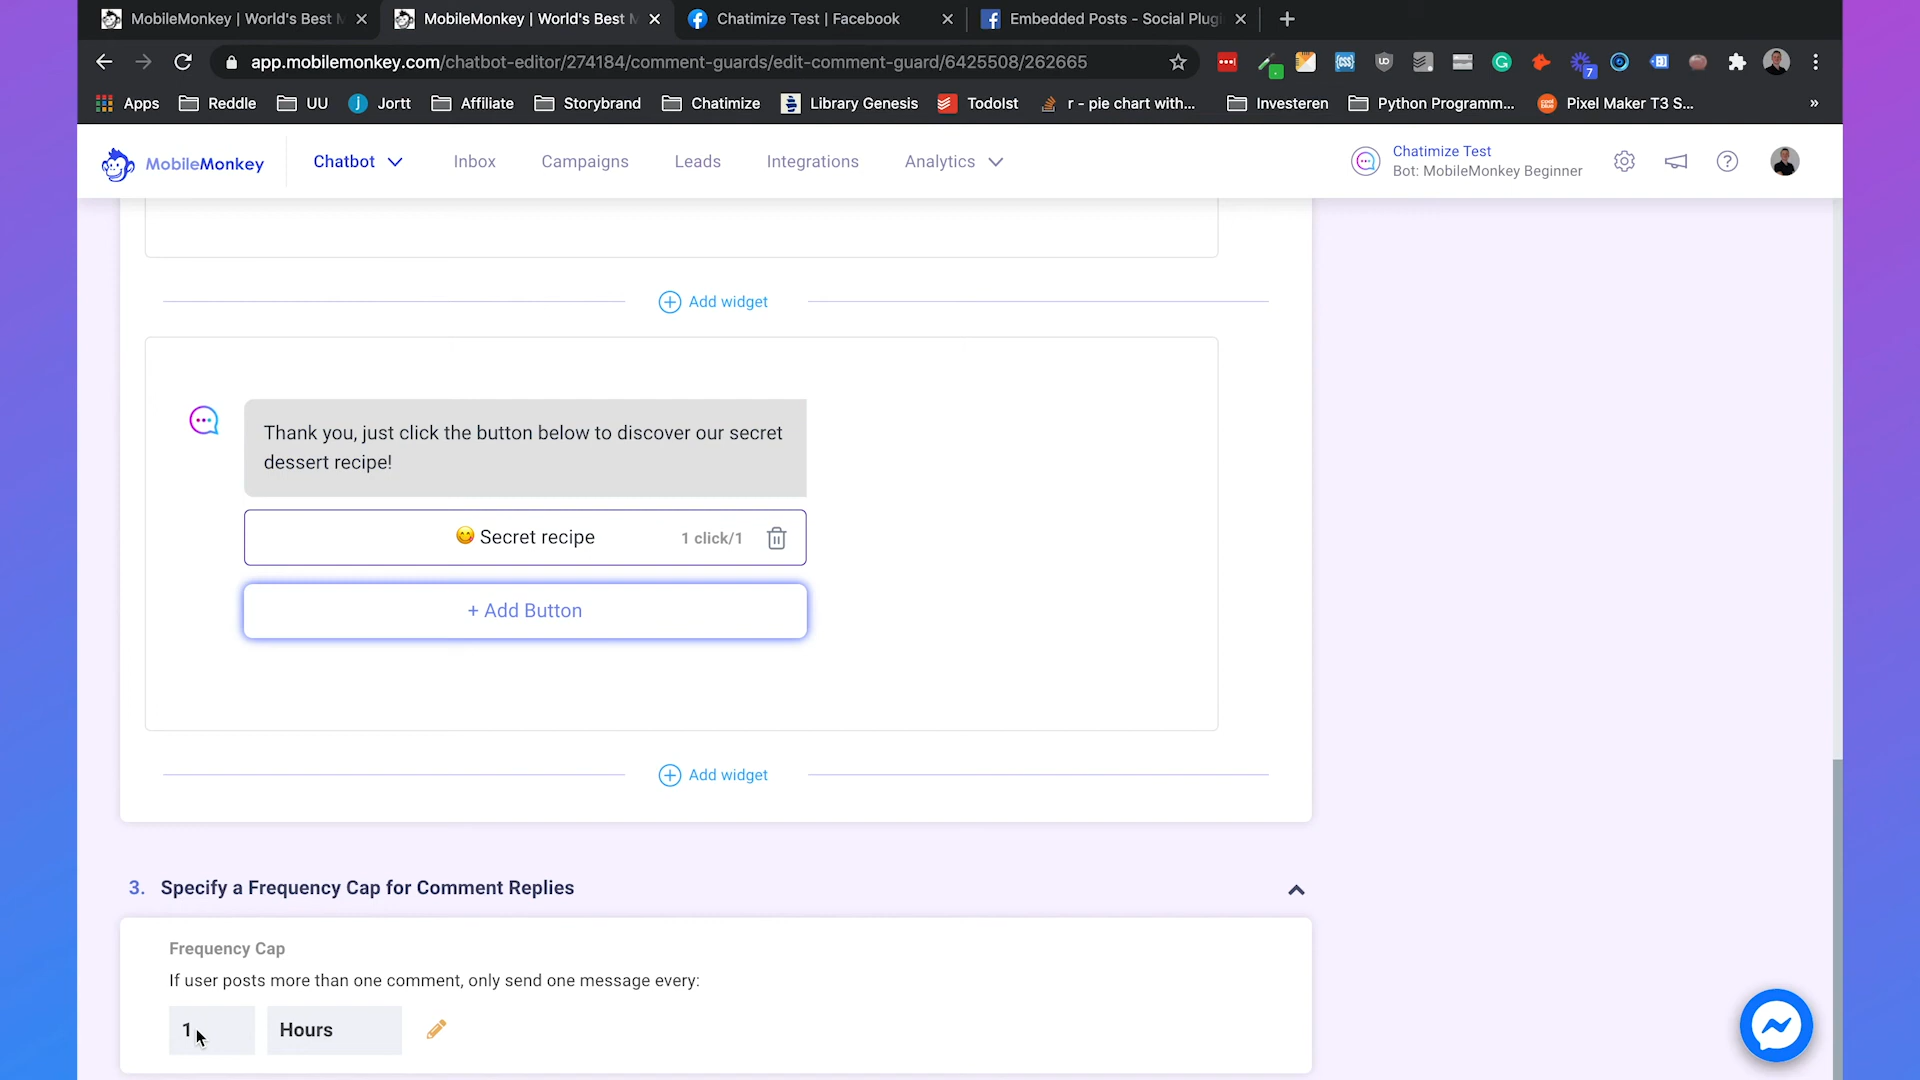 MobileMonkey | World's Best M
MobileMonkey | World's Best M
Chatimize Test | Facebook
Embedded Posts - Social Plugi
app.mobilemonkey.com/chatbot-editor/274184/comment-guards/edit-comment-guard/6425508/262665
7
Apps
Reddle
UU
Jortt
Affiliate
Storybrand
Chatimize
Library Genesis
TodoIst
r - pie chart with...
Investeren
Python Programm...
Pixel Maker T3 S...
»
MobileMonkey
Chatbot
Inbox
Campaigns
Leads
Integrations
Analytics
Chatimize Test
Bot: MobileMonkey Beginner
Add widget
Thank you, just click the button below to discover our secret
dessert recipe!
😋 Secret recipe
1 click/1
+ Add Button
Add widget
3. Specify a Frequency Cap for Comment Replies
Frequency Cap
If user posts more than one comment, only send one message every:
1
Hours